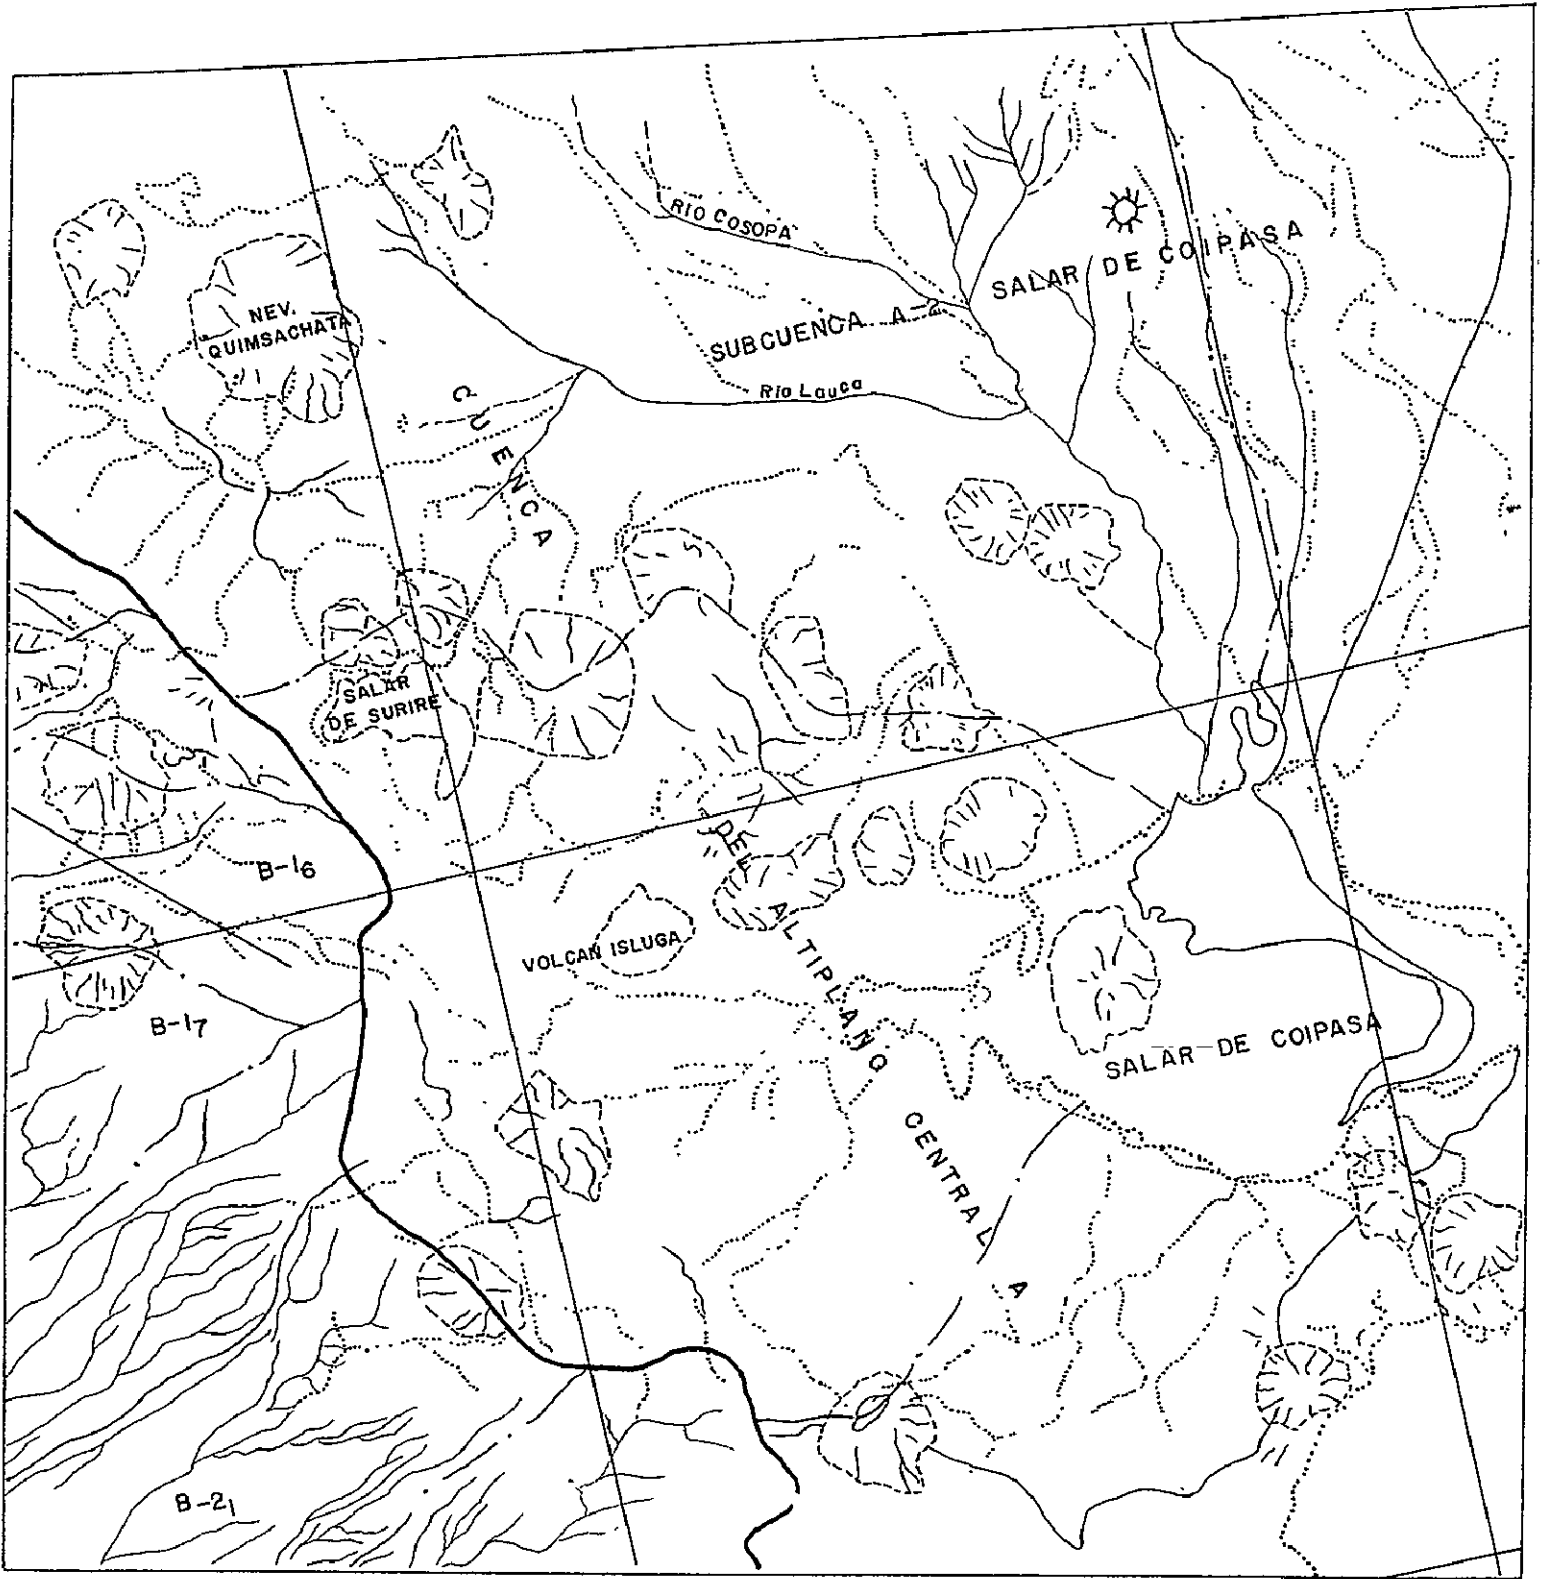 RIO COSOPA
SALAR DE COIPASA
NEV.
QUIMSACHATA
SUBCUENCA A-2
Rio Lauca
CUENCA
SALAR
DE SURIRE
DEL
B-16
ALTIPLANO
VOLCAN ISLUGA
B-17
SALAR DE COIPASA
CENTRAL
A
B-21